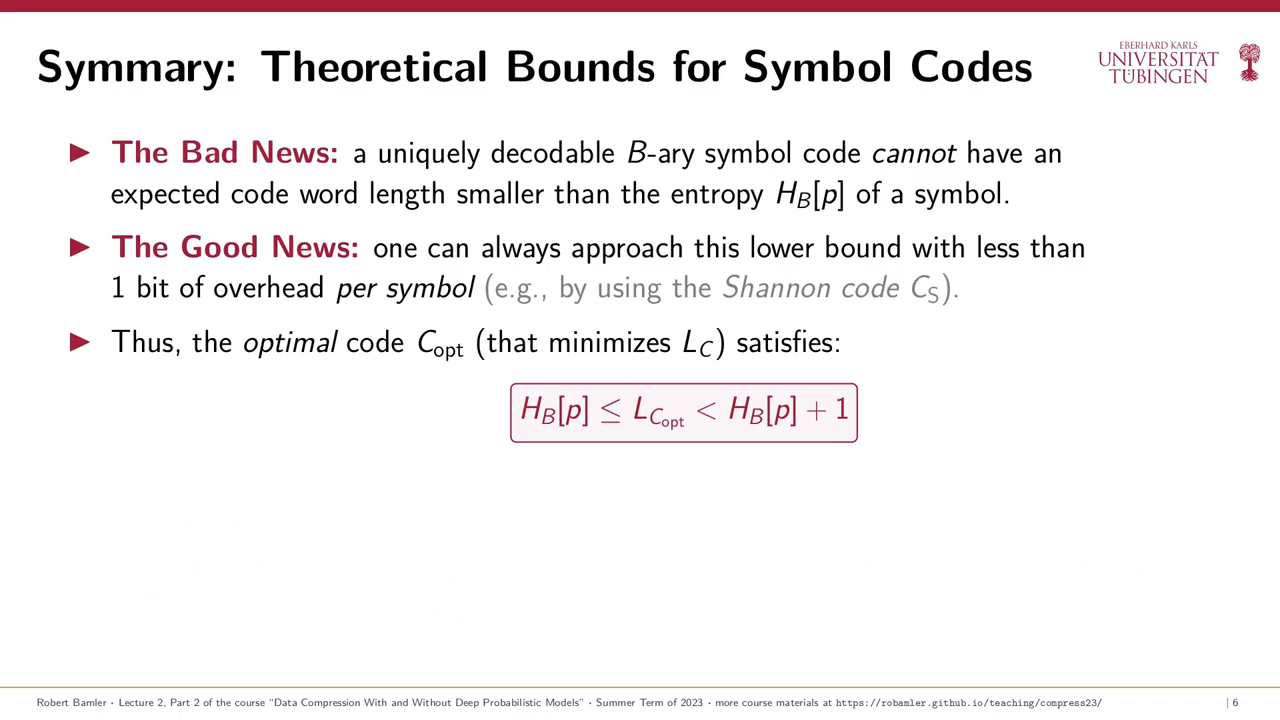 Symmary: Theoretical Bounds for Symbol Codes
EBERHARD KARLS
UNIVERSITAT
TÜBINGEN
▶ The Bad News: a uniquely decodable B-ary symbol code cannot have an
expected code word length smaller than the entropy H_B[p] of a symbol.
▶ The Good News: one can always approach this lower bound with less than
1 bit of overhead per symbol (e.g., by using the Shannon code C_S).
▶ Thus, the optimal code C_opt (that minimizes L_C) satisfies:
H_B[p] ≤ L_{C_opt} < H_B[p] + 1
Robert Bamler · Lecture 2, Part 2 of the course “Data Compression With and Without Deep Probabilistic Models” · Summer Term of 2023 · more course materials at https://robamler.github.io/teaching/compress23/ | 6